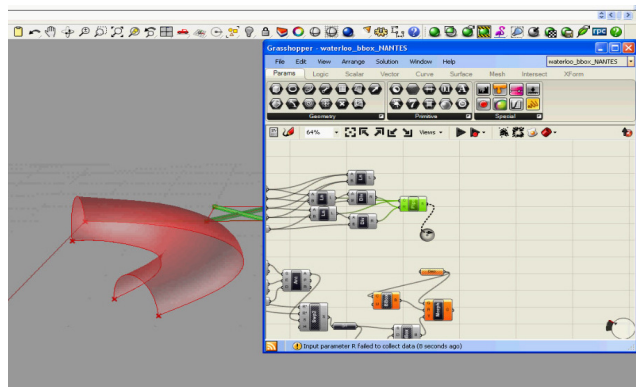 Grasshopper - waterloo_bbox_NANTES
File Edit View Arrange Solution Window Help
waterloo_bbox_NANTES
Params Logic Scalar Vector Curve Surface Mesh Intersect XForm
Geometry Primitive Special
64% Views
Input parameter R failed to collect data (8 seconds ago)
rpc